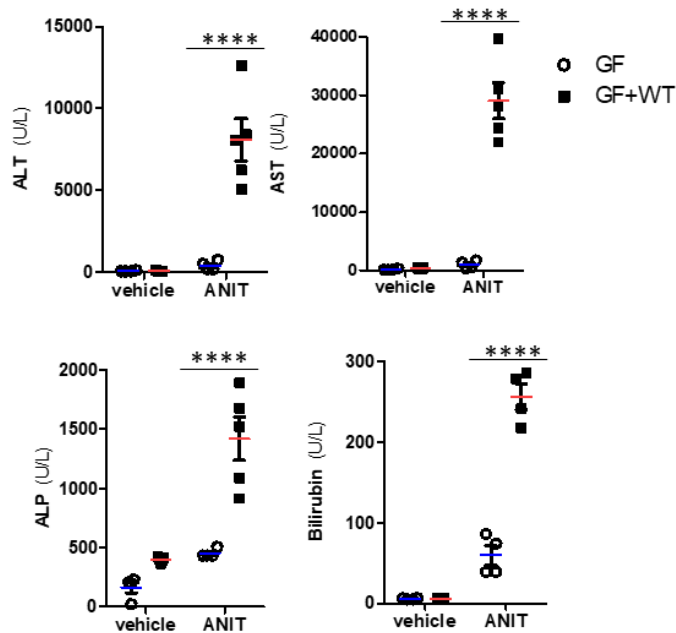 15000
10000
5000
0
ALT (U/L)
vehicle
ANIT
****
40000
30000
20000
10000
0
AST (U/L)
vehicle
ANIT
****
GF
GF+WT
2000
1500
1000
500
0
ALP (U/L)
vehicle
ANIT
****
300
200
100
0
Bilirubin (U/L)
vehicle
ANIT
****